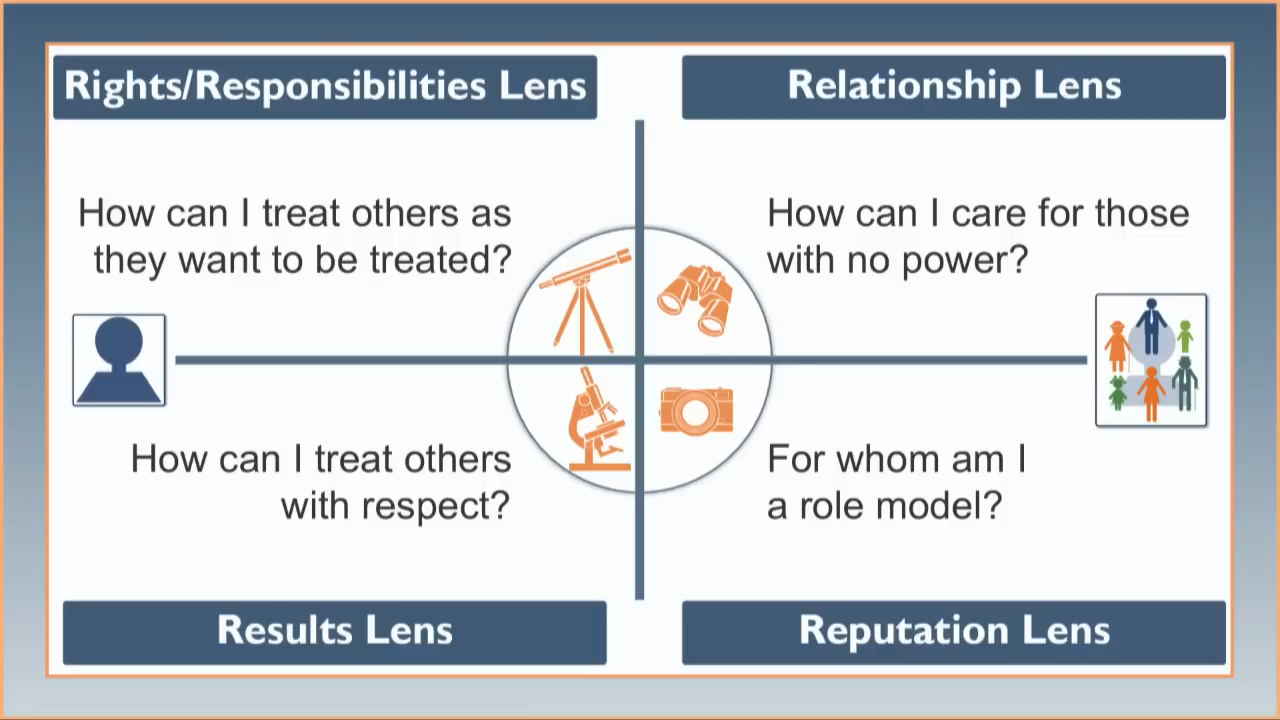 Rights/Responsibilities Lens
Relationship Lens
How can I treat others as
they want to be treated?
How can I care for those
with no power?
How can I treat others
with respect?
For whom am I
a role model?
Results Lens
Reputation Lens